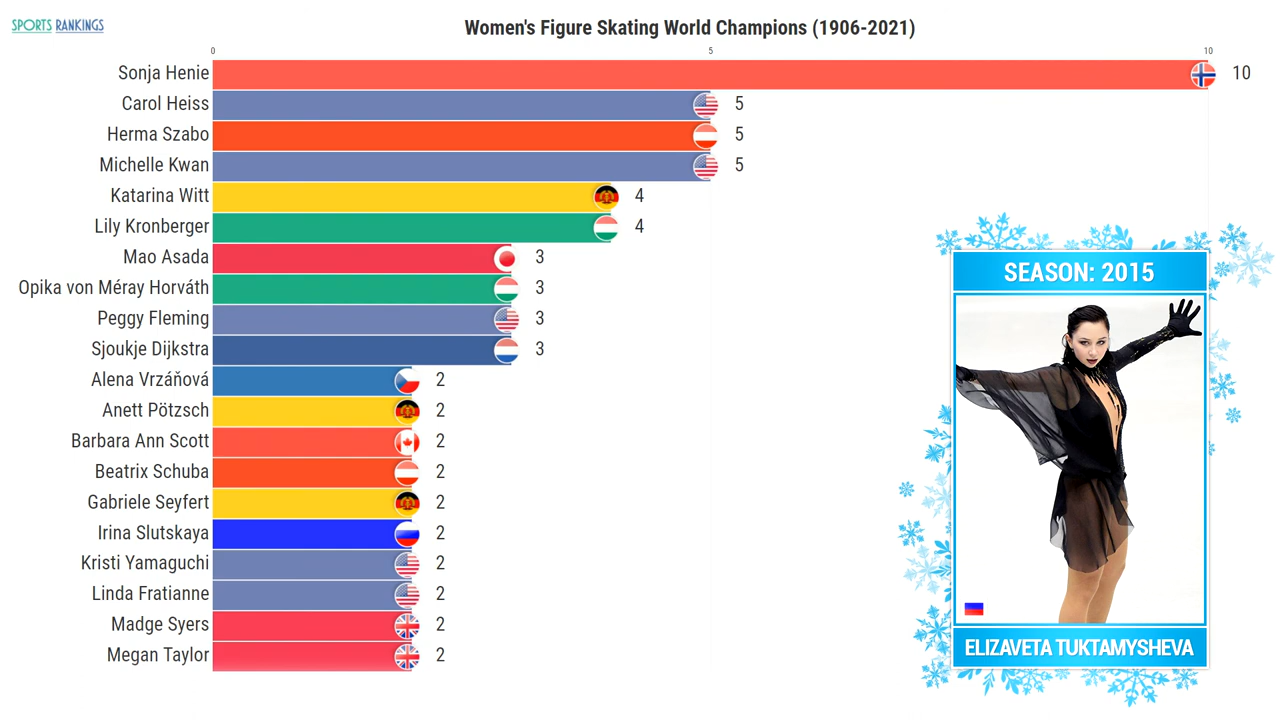 SPORTS RANKINGS
Women's Figure Skating World Champions (1906-2021)
0 5 10
Sonja Henie 10
Carol Heiss 5
Herma Szabo 5
Michelle Kwan 5
Katarina Witt 4
Lily Kronberger 4
Mao Asada 3
Opika von Méray Horváth 3
Peggy Fleming 3
Sjoukje Dijkstra 3
Alena Vrzáňová 2
Anett Pötzsch 2
Barbara Ann Scott 2
Beatrix Schuba 2
Gabriele Seyfert 2
Irina Slutskaya 2
Kristi Yamaguchi 2
Linda Fratianne 2
Madge Syers 2
Megan Taylor 2
SEASON: 2015
ELIZAVETA TUKTAMYSHEVA